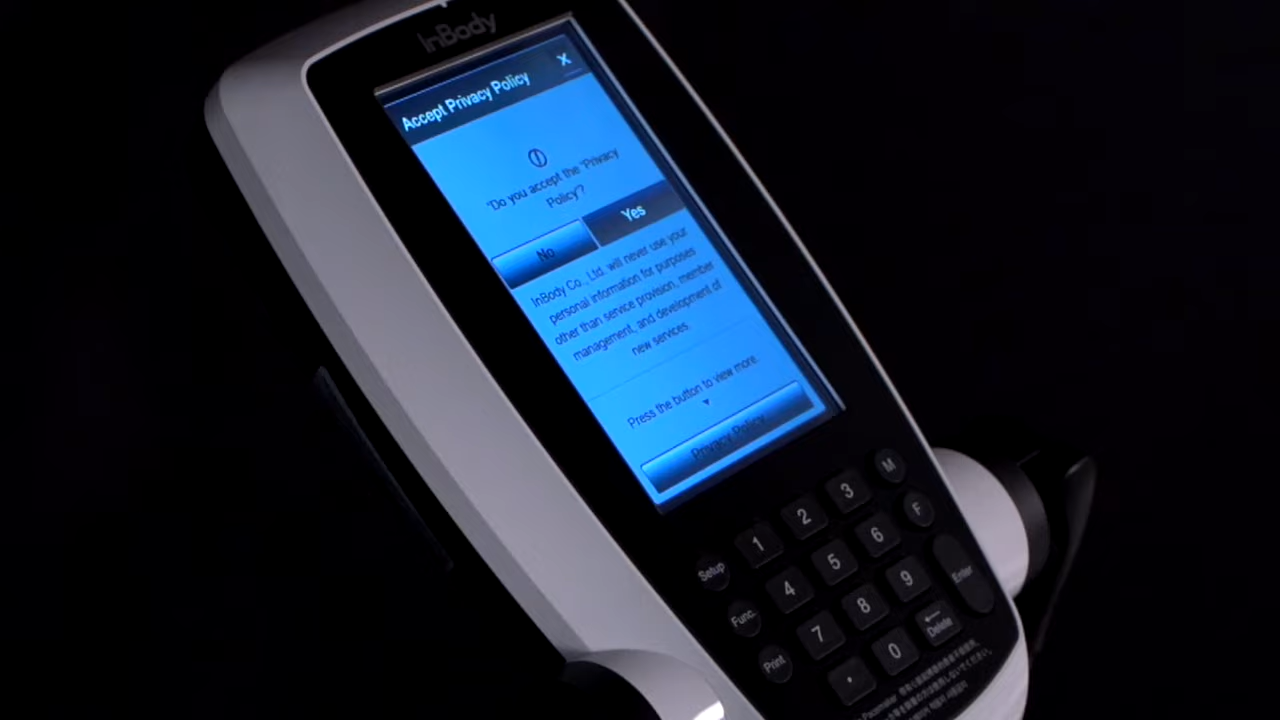 InBody
Accept Privacy Policy
X
"Do you accept the "Privacy
Policy"?
No
Yes
InBody Co., Ltd. will never use your
personal information for purposes
other than service provision, member
management, and development of
new services.
Press the button to view more.
▼
Privacy Policy
1 2 3 M
Setup 4 5 6 F
Func. 7 8 9 Enter
Print . 0 Delete
Pacemaker